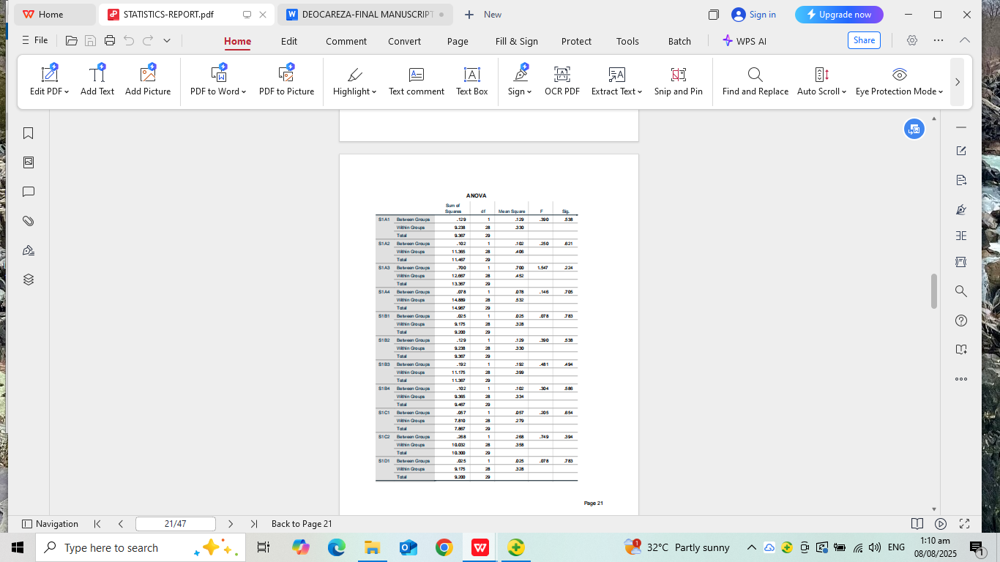 Home STATISTICS-REPORT.pdf DEOCAREZA-FINAL MANUSCRIPT New Sign in Upgrade now
File Home Edit Comment Convert Page Fill & Sign Protect Tools Batch WPS AI Share
Edit PDF Add Text Add Picture PDF to Word PDF to Picture Highlight Text comment Text Box Sign OCR PDF Extract Text Snip and Pin Find and Replace Auto Scroll Eye Protection Mode
ANOVA
Sum of
Squares df Mean Square F Sig.
S1A1 Between Groups .129 1 .129 .390 .538
Within Groups 9.238 28 .330
Total 9.367 29
S1A2 Between Groups .102 1 .102 .250 .621
Within Groups 11.365 28 .406
Total 11.467 29
S1A3 Between Groups .700 1 .700 1.547 .224
Within Groups 12.667 28 .452
Total 13.367 29
S1A4 Between Groups .078 1 .078 .146 .705
Within Groups 14.889 28 .532
Total 14.967 29
S1B1 Between Groups .025 1 .025 .078 .783
Within Groups 9.175 28 .328
Total 9.200 29
S1B2 Between Groups .129 1 .129 .390 .538
Within Groups 9.238 28 .330
Total 9.367 29
S1B3 Between Groups .192 1 .192 .481 .494
Within Groups 11.175 28 .399
Total 11.367 29
S1B4 Between Groups .102 1 .102 .304 .586
Within Groups 9.365 28 .334
Total 9.467 29
S1C1 Between Groups .057 1 .057 .205 .654
Within Groups 7.810 28 .279
Total 7.867 29
S1C2 Between Groups .268 1 .268 .749 .394
Within Groups 10.032 28 .358
Total 10.300 29
S1D1 Between Groups .025 1 .025 .078 .783
Within Groups 9.175 28 .328
Total 9.200 29
Page 21
Navigation 21/47 Back to Page 21
Type here to search 1 32°C Partly sunny ENG 1:10 am
08/08/2025 1